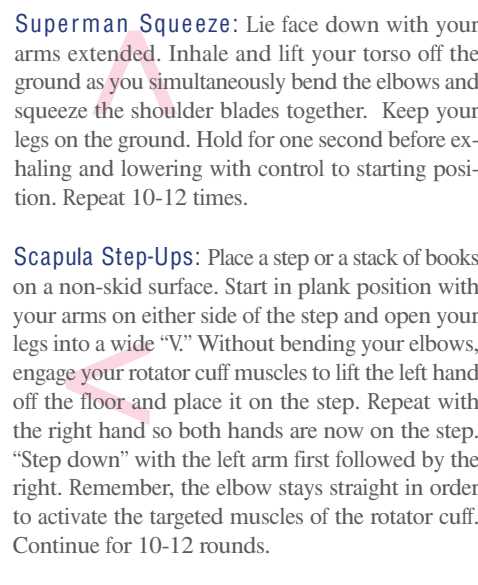 Superman Squeeze: Lie face down with your
arms extended. Inhale and lift your torso off the
ground as you simultaneously bend the elbows and
squeeze the shoulder blades together. Keep your
legs on the ground. Hold for one second before ex-
haling and lowering with control to starting posi-
tion. Repeat 10-12 times.
Scapula Step-Ups: Place a step or a stack of books
on a non-skid surface. Start in plank position with
your arms on either side of the step and open your
legs into a wide “V.” Without bending your elbows,
engage your rotator cuff muscles to lift the left hand
off the floor and place it on the step. Repeat with
the right hand so both hands are now on the step.
“Step down” with the left arm first followed by the
right. Remember, the elbow stays straight in order
to activate the targeted muscles of the rotator cuff.
Continue for 10-12 rounds.